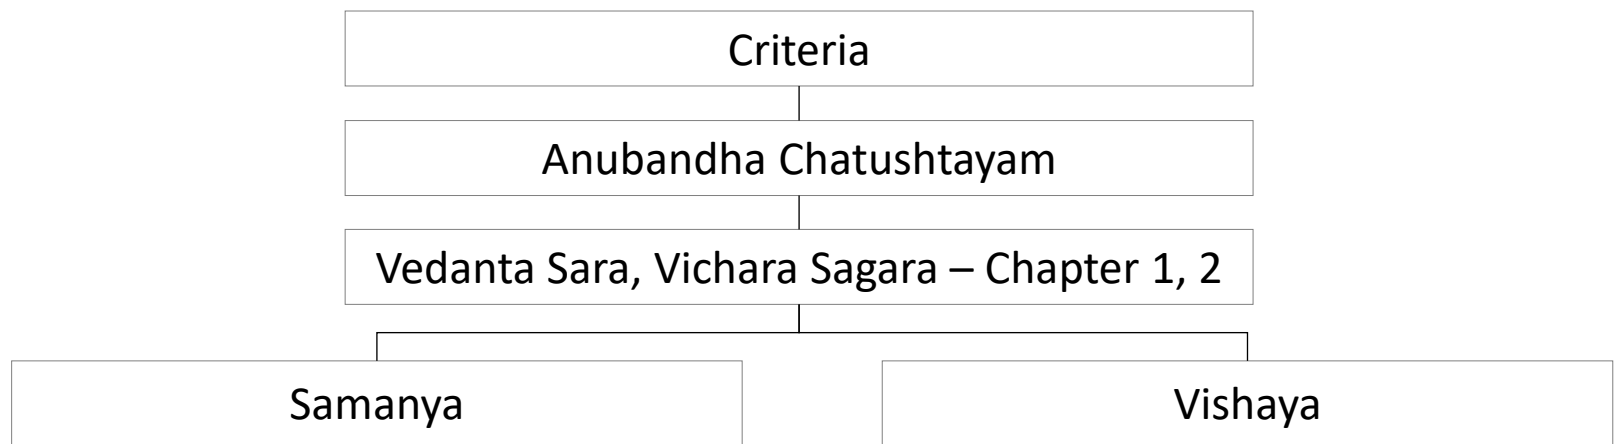 Criteria
Anubandha Chatushtayam
Vedanta Sara, Vichara Sagara – Chapter 1, 2
Samanya
Vishaya